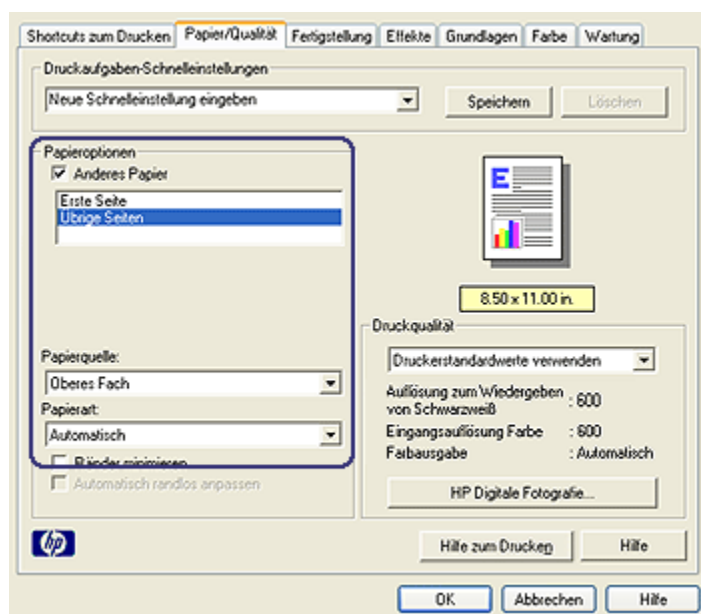 Shortcuts zum Drucken Papier/Qualität Fertigstellung Effekte Grundlagen Farbe Wartung
Druckaufgaben-Schnelleinstellungen
Neue Schnelleinstellung eingeben Speichern Löschen
Papieroptionen
Anderes Papier
Erste Seite
Übrige Seiten
E
8.50 x 11.00 in.
Druckqualität
Papierquelle:
Oberes Fach
Papierart:
Automatisch
Ränder minimieren
Automatisch randlos anpassen
Druckerstandardwerte verwenden
Auflösung zum Wiedergeben von Schwarzweiß : 600
Eingangsauflösung Farbe : 600
Farbausgabe : Automatisch
HP Digitale Fotografie...
hp
Hilfe zum Drucken Hilfe
OK Abbrechen Hilfe